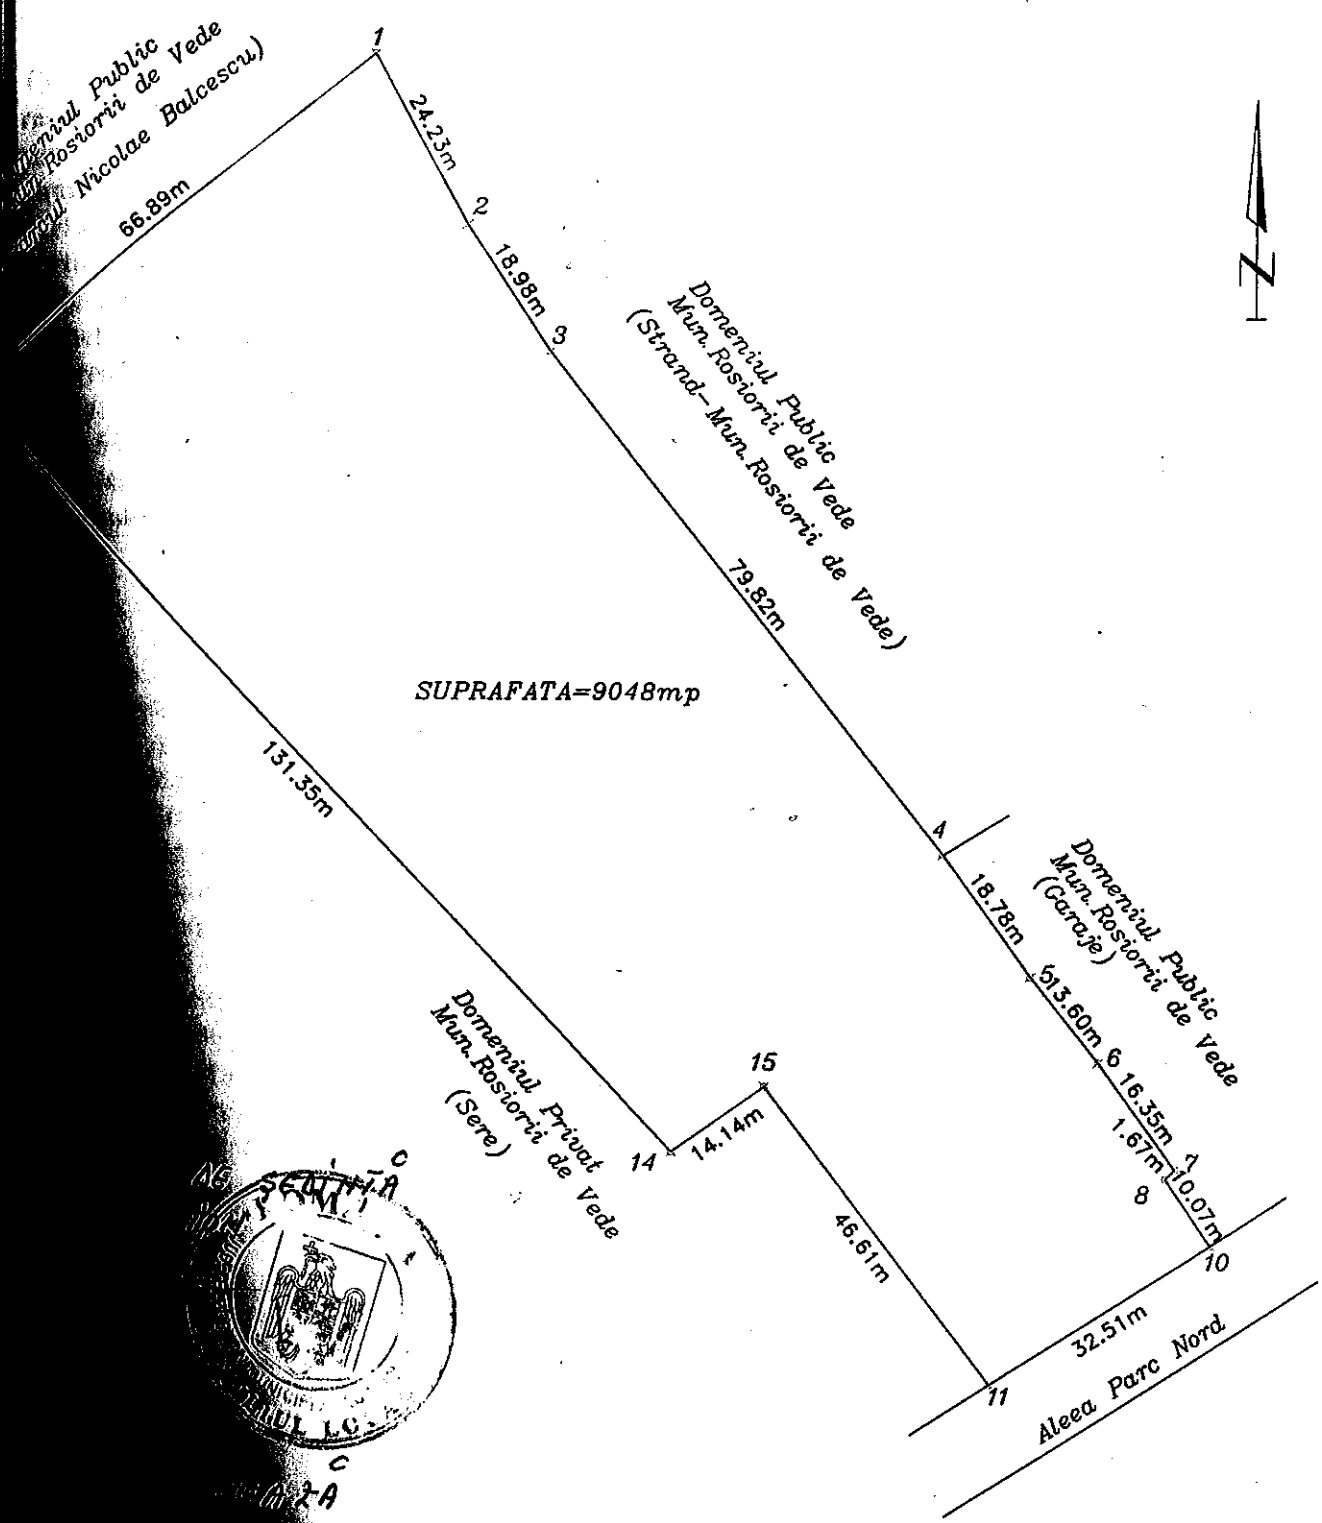 1
Public
Rosiorii de Vede
Nicolae Balcescu)
66.89m
24.23m
2
18.98m
3
Domeniul Public
Mun. Rosiorii de Vede
(Strand-Mun. Rosiorii de Vede)
N
79.82m
SUPRAFATA=9048mp
131.35m
4
18.78m
Domeniul Public
Mun. Rosiorii de Vede
(Garaje)
5
13.60m
6
16.35m
1.67m
7
8
10.07m
10
15
14.14m
14
Domeniul Privat
Mun. Rosiorii de Vede
(Sere)
46.61m
32.51m
11
Aleea Parc Nord